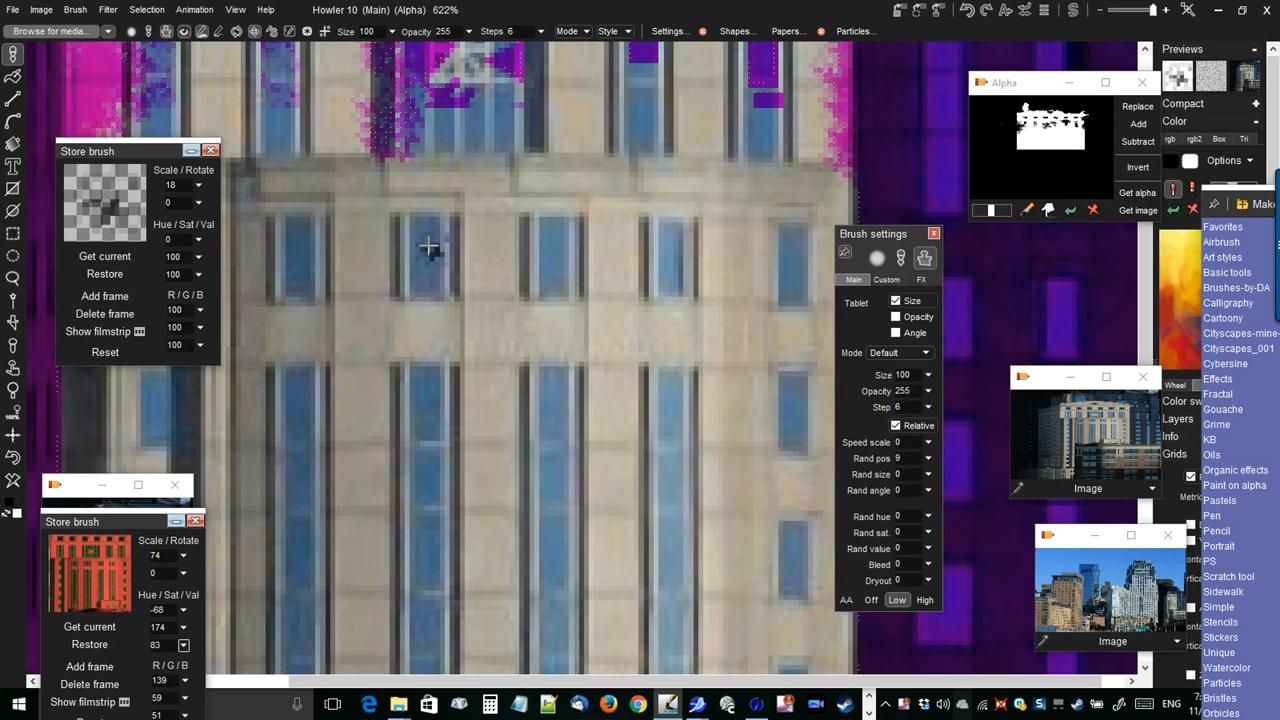 Image Filter Selection Animation View Window Help Howler 10 (Main) (Alpha) 622%
Browse for media... Size 100 Opacity 255 Steps 6 Mode Style Settings... Shapes... Papers... Particles...
Store brush
Scale / Rotate
18
0
Hue / Sat / Val
0
Get current 100
Restore 100
Add frame R / G / B
Delete frame 100
Show filmstrip 100
Reset 100
Store brush
Scale / Rotate
74
0
Hue / Sat / Val
-68
Get current 174
Restore 83
Add frame R / G / B
Delete frame 139
Show filmstrip 59
51
Brush settings
Main Custom FX
Tablet Size
Opacity
Angle
Mode Default
Size 100
Opacity 255
Step 6
Relative
Speed scale 0
Rand pos 9
Rand size 0
Rand angle 0
Rand hue 0
Rand sat. 0
Rand value 0
Bleed 0
Dryout 0
AA Off Low High
Alpha
Replace
Add
Subtract
Invert
Get alpha
Get image
Image
Image
Previews
Compact
Color
rgb rgb2 Box Tri
Options
Wheel
Color sw
Layers
Info
Grids
Favorites
Airbrush
Art styles
Basic tools
Brushes-by-DA
Calligraphy
Cartoony
Cityscapes-mine-
Cityscapes_001
Cybersine
Effects
Fractal
Gouache
Grime
KB
Oils
Organic effects
Paint on alpha
Pastels
Pen
Pencil
Portrait
PS
Scratch tool
Sidewalk
Simple
Stencils
Stickers
Unique
Watercolor
Particles
Bristles
Orbicles
ENG